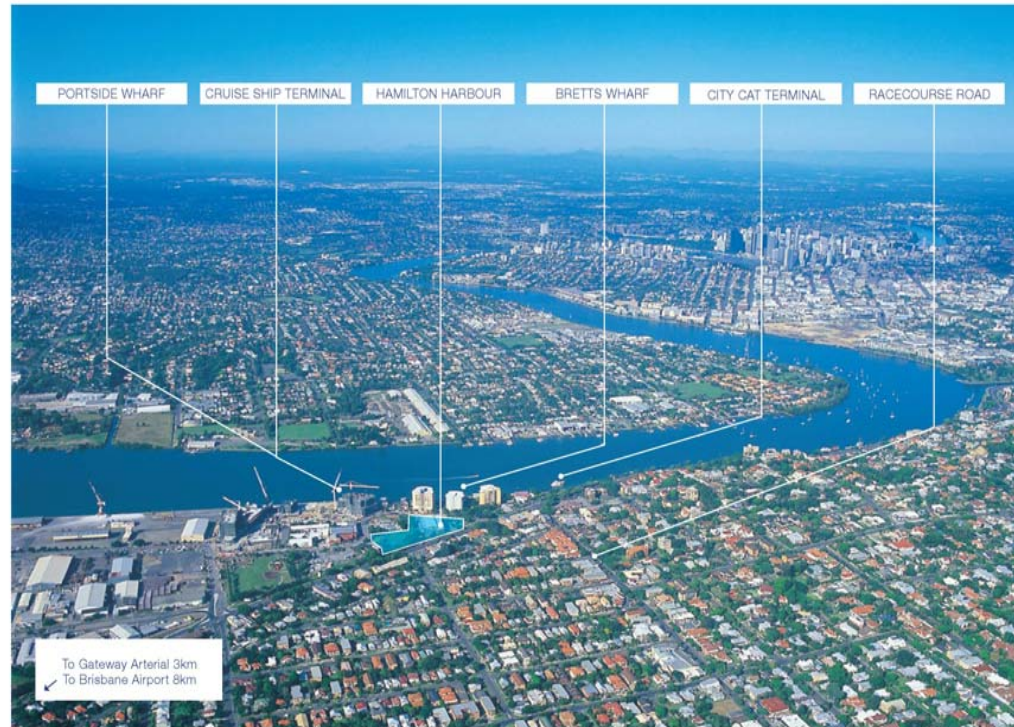 PORTSIDE WHARF
CRUISE SHIP TERMINAL
HAMILTON HARBOUR
BRETTS WHARF
CITY CAT TERMINAL
RACECOURSE ROAD
To Gateway Arterial 3km
To Brisbane Airport 8km